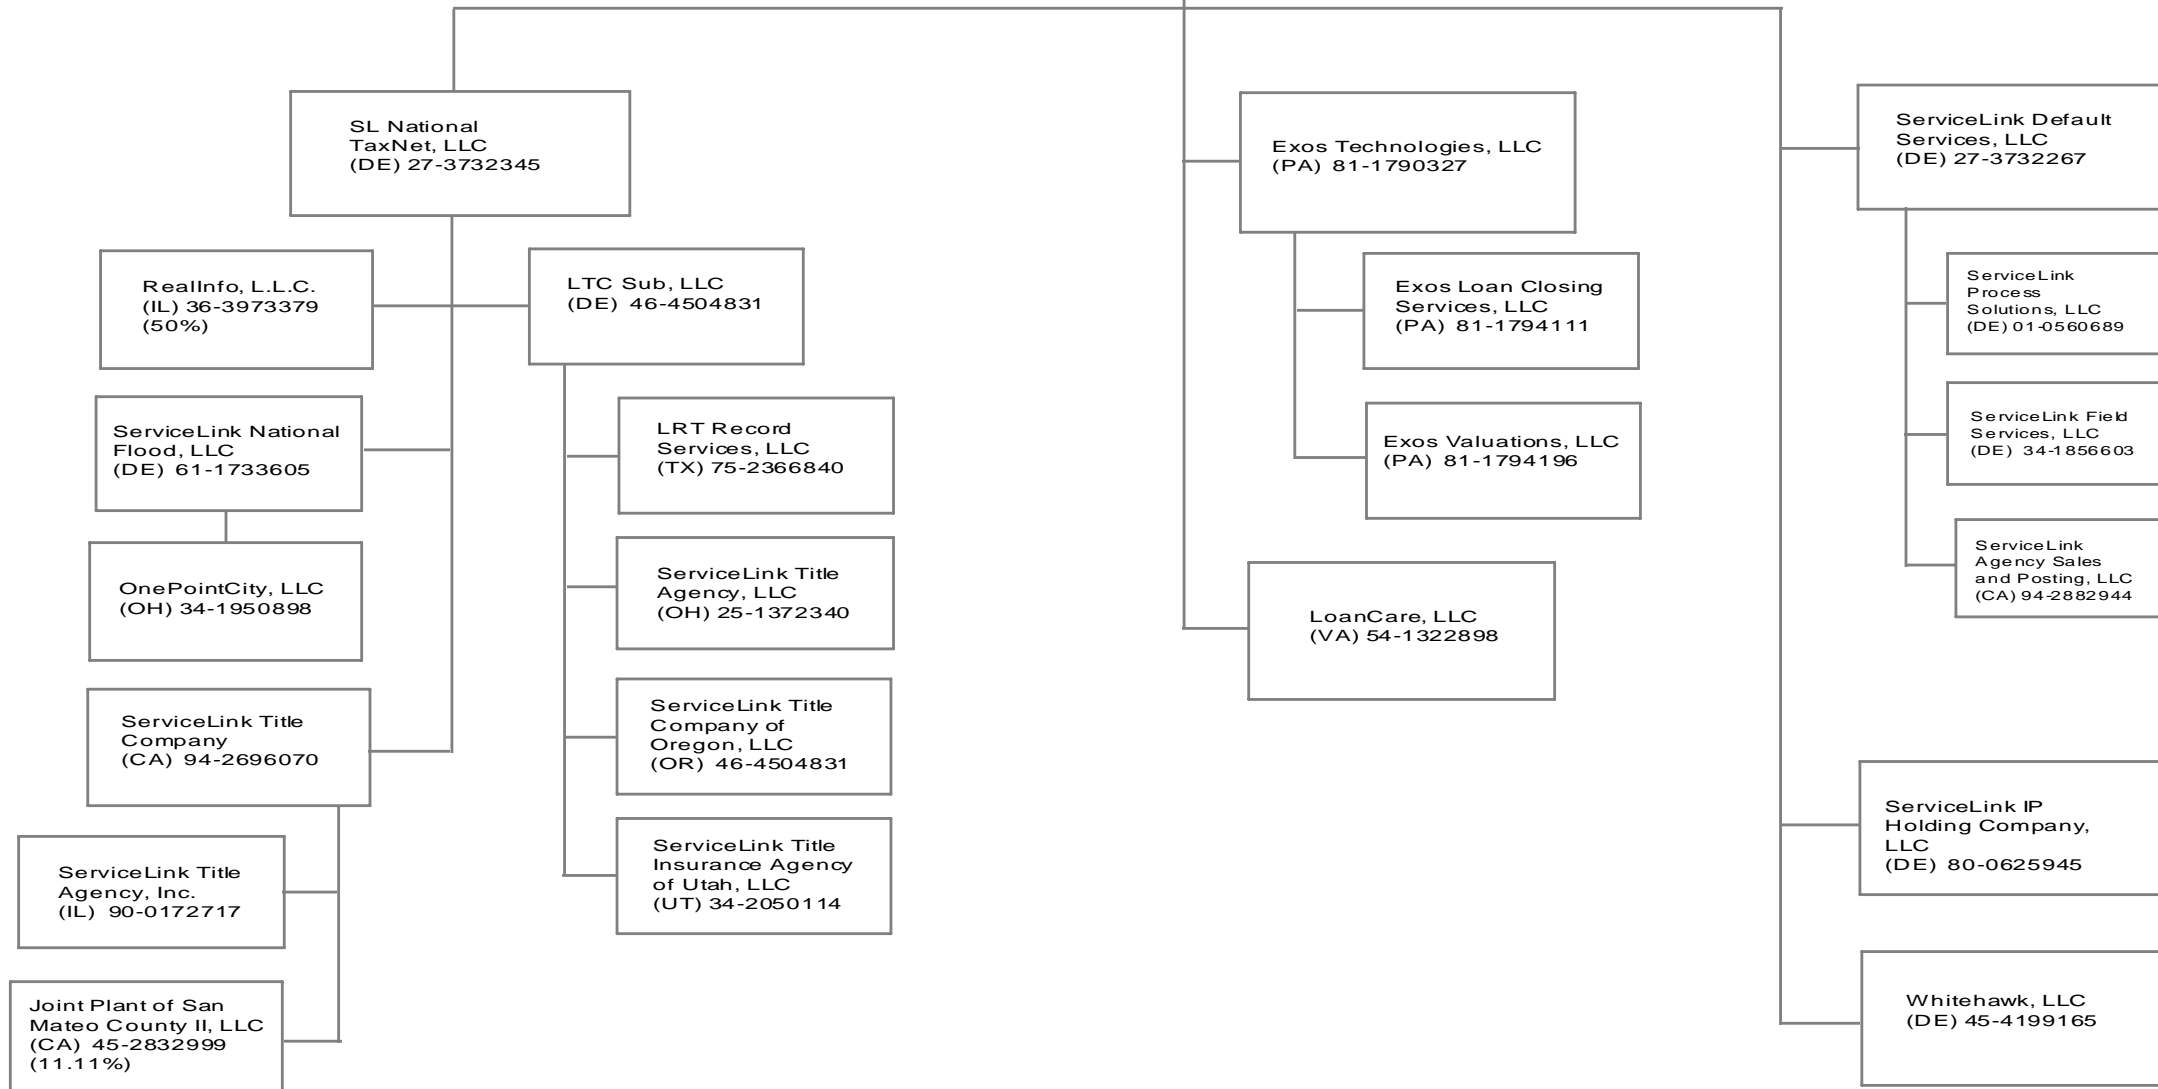 SL National
TaxNet, LLC
(DE) 27-3732345
RealInfo, L.L.C.
(IL) 36-3973379
(50%)
LTC Sub, LLC
(DE) 46-4504831
ServiceLink National
Flood, LLC
(DE) 61-1733605
OnePointCity, LLC
(OH) 34-1950898
ServiceLink Title
Company
(CA) 94-2696070
ServiceLink Title
Agency, Inc.
(IL) 90-0172717
Joint Plant of San
Mateo County II, LLC
(CA) 45-2832999
(11.11%)
LRT Record
Services, LLC
(TX) 75-2366840
ServiceLink Title
Agency, LLC
(OH) 25-1372340
ServiceLink Title
Company of
Oregon, LLC
(OR) 46-4504831
ServiceLink Title
Insurance Agency
of Utah, LLC
(UT) 34-2050114
Exos Technologies, LLC
(PA) 81-1790327
Exos Loan Closing
Services, LLC
(PA) 81-1794111
Exos Valuations, LLC
(PA) 81-1794196
LoanCare, LLC
(VA) 54-1322898
ServiceLink Default
Services, LLC
(DE) 27-3732267
ServiceLink
Process
Solutions, LLC
(DE) 01-0560689
ServiceLink Field
Services, LLC
(DE) 34-1856603
ServiceLink
Agency Sales
and Posting, LLC
(CA) 94-2882944
ServiceLink IP
Holding Company,
LLC
(DE) 80-0625945
Whitehawk, LLC
(DE) 45-4199165